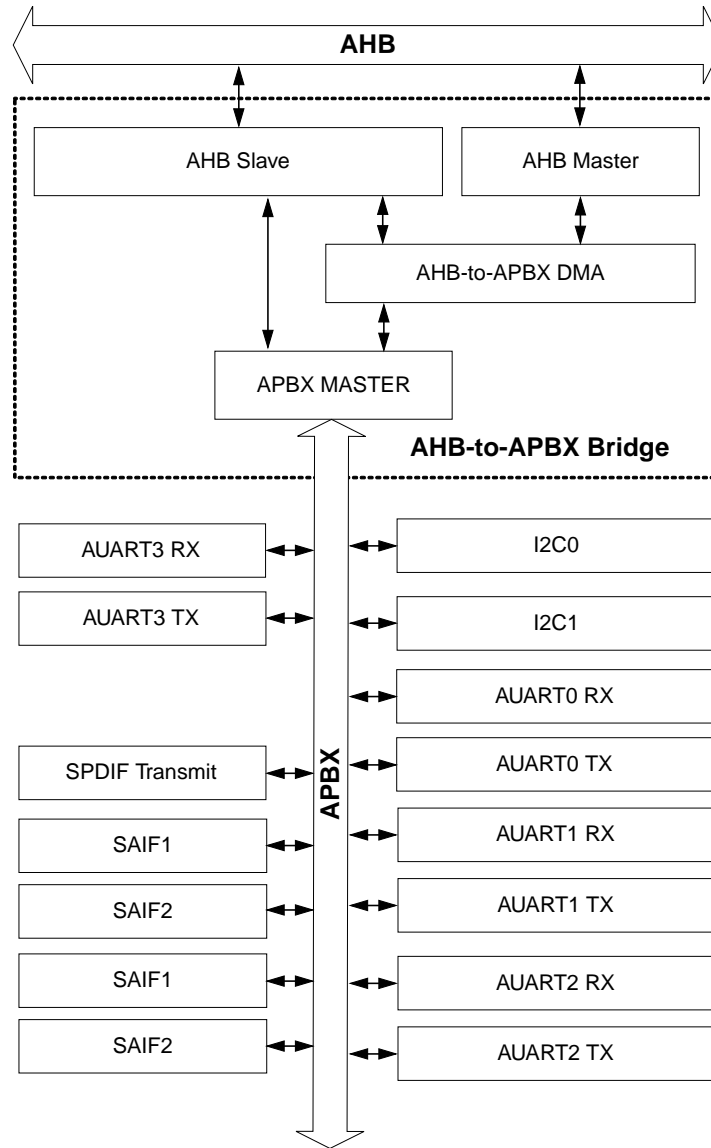 AHB
AHB Slave
AHB Master
AHB-to-APBX DMA
APBX MASTER
AHB-to-APBX Bridge
AUART3 RX
I2C0
AUART3 TX
I2C1
AUART0 RX
SPDIF Transmit
AUART0 TX
APBX
SAIF1
AUART1 RX
SAIF2
AUART1 TX
SAIF1
AUART2 RX
SAIF2
AUART2 TX